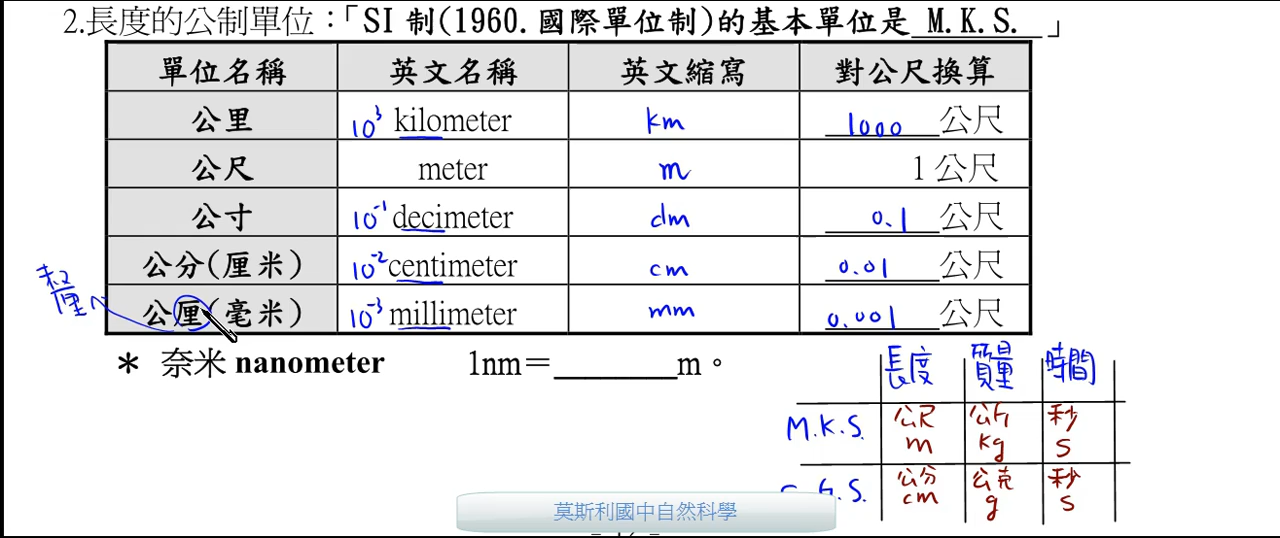 2.長度的公制單位：「SI 制(1960.國際單位制)的基本單位是 M.K.S. 」
單位名稱 英文名稱 英文縮寫 對公尺換算
公里 10³ kilometer km 1000 公尺
公尺 meter m 1 公尺
公寸 10⁻¹ decimeter dm 0.1 公尺
公分(厘米) 10⁻² centimeter cm 0.01 公尺
公厘(毫米) 10⁻³ millimeter mm 0.001 公尺
＊ 奈米 nanometer 1nm＝________m。
長度 質量 時間
M.K.S. 公尺 公斤 秒
m kg s
G.S. 公分 公克 秒
cm g s
莫斯利國中自然科學